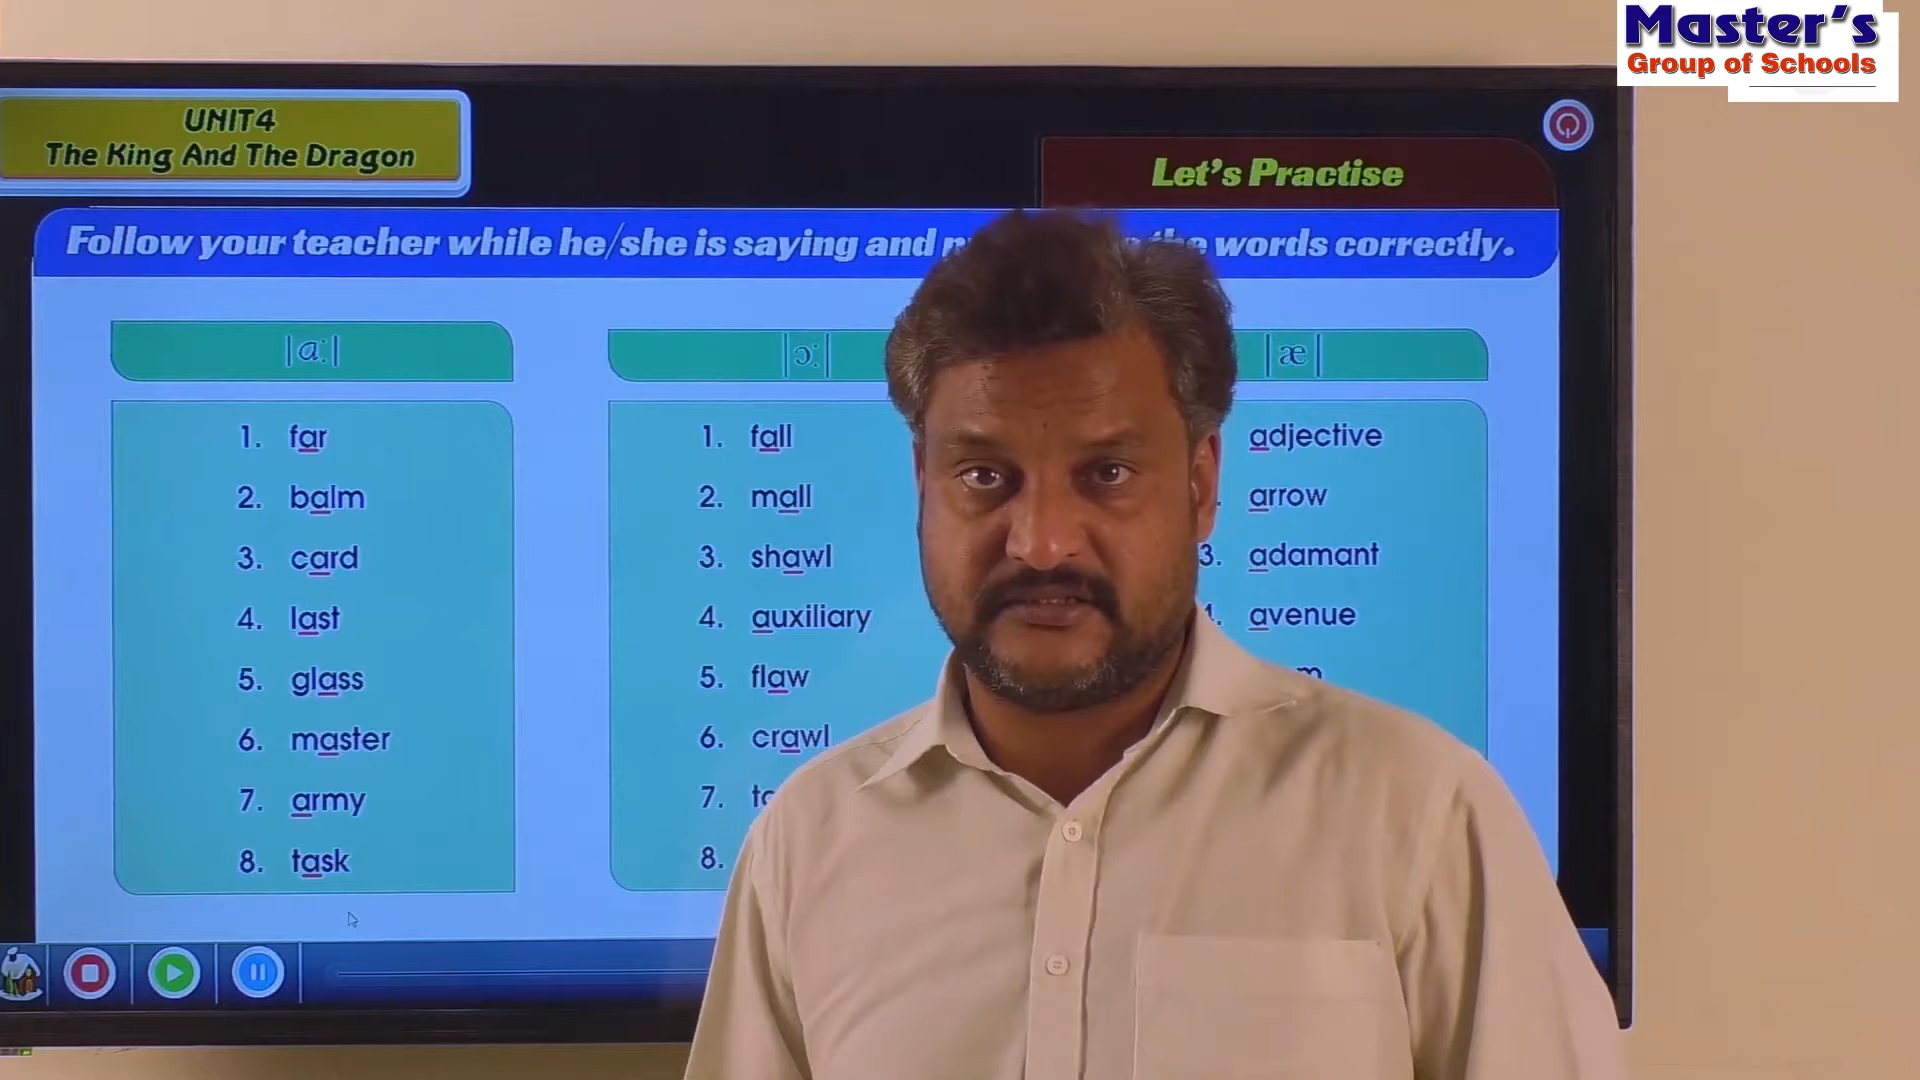 Master's
Group of Schools
UNIT4
The King And The Dragon
Let's Practise
Follow your teacher while he/she is saying and the words correctly.
|ɑː|
1. far
2. balm
3. card
4. last
5. glass
6. master
7. army
8. task
|ɔː|
1. fall
2. mall
3. shawl
4. auxiliary
5. flaw
6. crawl
7.
8.
|æ|
adjective
arrow
3. adamant
avenue